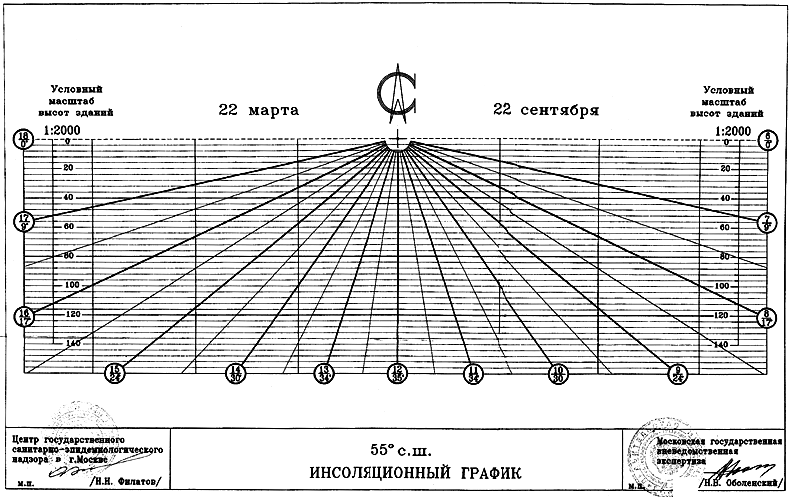 С
22 марта
22 сентября
Условный
масштаб
высот зданий
1:2000
0
20
40
60
80
100
120
140
Условный
масштаб
высот зданий
1:2000
0
20
40
60
80
100
120
140
18
0°
17
9°
16
17°
15
24°
14
30°
13
34°
12
35°
11
34°
10
30°
9
24°
8
17°
7
9°
6
0°
Центр государственного
санитарно-эпидемиологического
надзора в г.Москве
м.п. /Н.Н. Филатов/
55° с.ш.
ИНСОЛЯЦИОННЫЙ ГРАФИК
Московская государственная
вневедомственная
экспертиза
м.п. /Н.В. Оболенский/